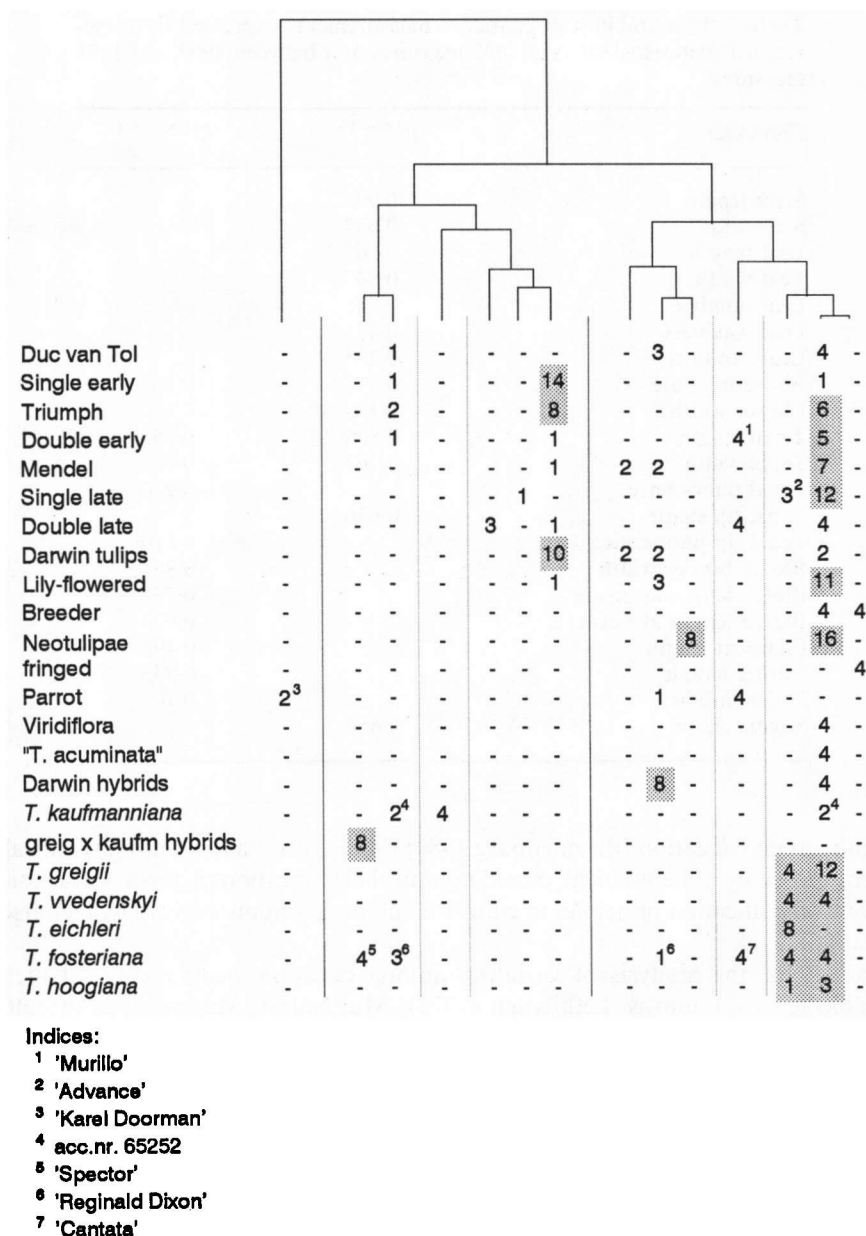 Duc van Tol - - 1 - - - - - 3 - - - 4 -
Single early - - 1 - - - 14 - - - - - 1 -
Triumph - - 2 - - - 8 - - - - - 6 -
Double early - - 1 - - - 1 - - - 4¹ - 5 -
Mendel - - - - - - 1 2 2 - - - 7 -
Single late - - - - - 1 - - - - - 3² 12 -
Double late - - - - 3 - 1 - - - 4 - 4 -
Darwin tulips - - - - - - 10 2 2 - - - 2 -
Lily-flowered - - - - - - 1 - 3 - - - 11 -
Breeder - - - - - - - - - - - - 4 4
Neotulipae - - - - - - - - - 8 - - 16 -
fringed - - - - - - - - - - - - - 4
Parrot 2³ - - - - - - - 1 - 4 - - -
Viridiflora - - - - - - - - - - - - 4 -
"T. acuminata" - - - - - - - - - - - - 4 -
Darwin hybrids - - - - - - - - 8 - - - 4 -
T. kaufmanniana - - 2⁴ 4 - - - - - - - - 2⁴ -
greig x kaufm hybrids - 8 - - - - - - - - - - - -
T. greigii - - - - - - - - - - - 4 12 -
T. vvedenskyi - - - - - - - - - - - 4 4 -
T. eichleri - - - - - - - - - - - 8 - -
T. fosteriana - 4⁵ 3⁶ - - - - - 1⁶ - 4⁷ 4 4 -
T. hoogiana - - - - - - - - - - - 1 3 -
Indices:
¹ 'Murillo'
² 'Advance'
³ 'Karel Doorman'
⁴ acc.nr. 65252
⁵ 'Spector'
⁶ 'Reginald Dixon'
⁷ 'Cantata'